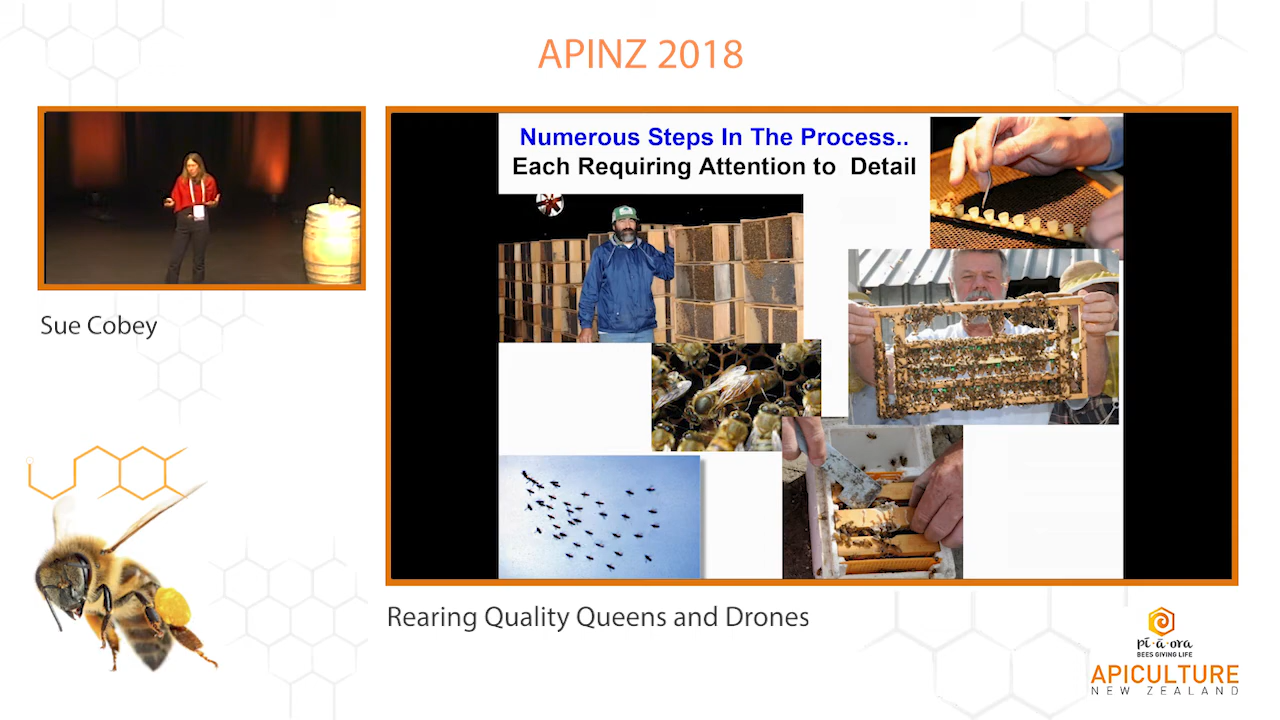 APINZ 2018
Numerous Steps In The Process..
Each Requiring Attention to Detail
Sue Cobey
Rearing Quality Queens and Drones
pī-ā-ora
BEES GIVING LIFE
APICULTURE
NEW ZEALAND